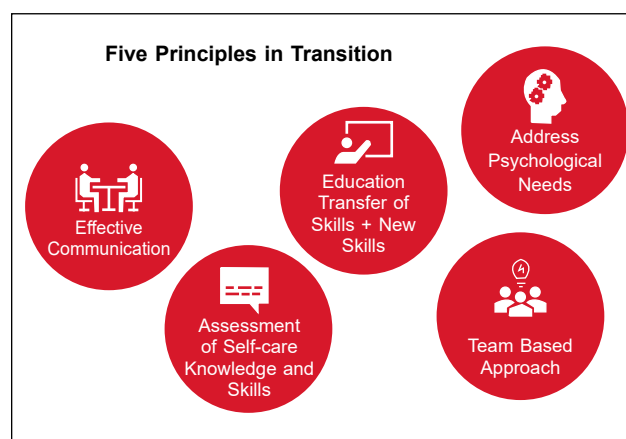 Five Principles in Transition
Effective
Communication
Assessment
of Self-care
Knowledge and
Skills
Education
Transfer of
Skills + New
Skills
Address
Psychological
Needs
Team Based
Approach